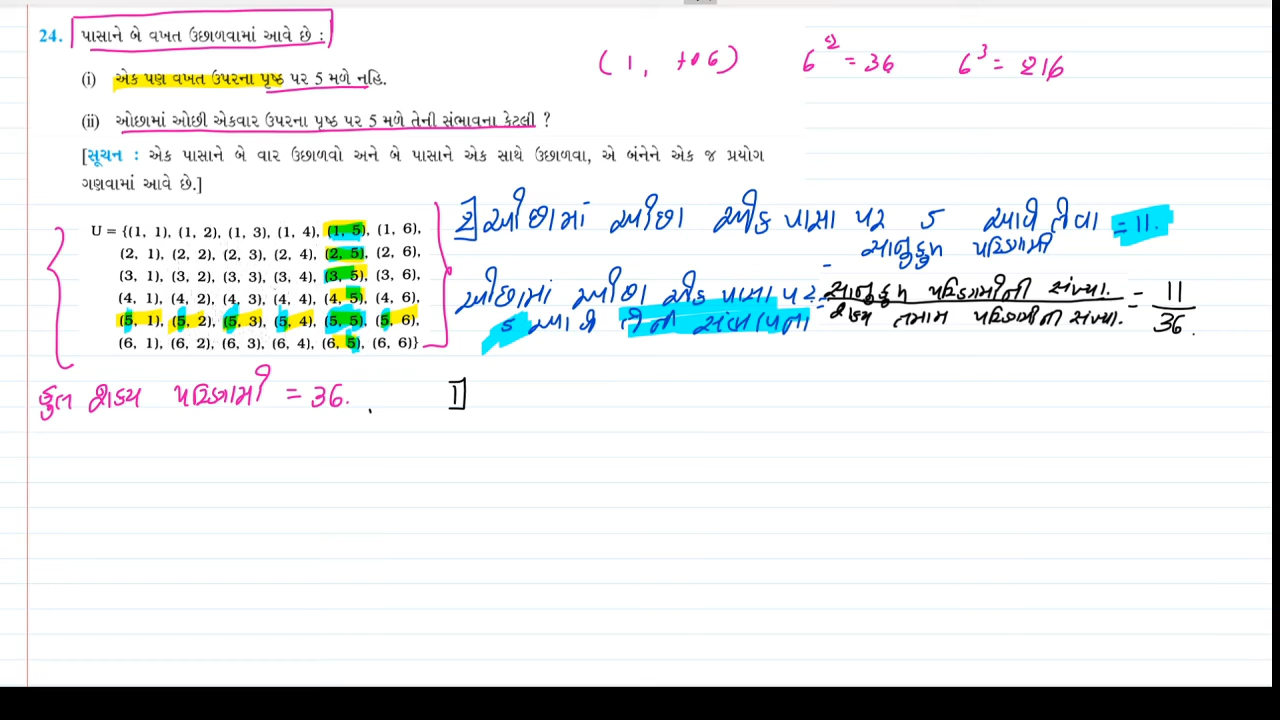 24. પાસાને બે વખત ઉછાળવામાં આવે છે :
(i) એક પણ વખત ઉપરના પૃષ્ઠ પર 5 મળે નહિ.
(ii) ઓછામાં ઓછી એકવાર ઉપરના પૃષ્ઠ પર 5 મળે તેની સંભાવના કેટલી ?
[સૂચન : એક પાસાને બે વાર ઉછાળવો અને બે પાસાને એક સાથે ઉછાળવા, એ બંનેને એક જ પ્રયોગ
ગણવામાં આવે છે.]
(1, to 6) 6² = 36 6³ = 216
U = {(1, 1), (1, 2), (1, 3), (1, 4), (1, 5), (1, 6),
(2, 1), (2, 2), (2, 3), (2, 4), (2, 5), (2, 6),
(3, 1), (3, 2), (3, 3), (3, 4), (3, 5), (3, 6),
(4, 1), (4, 2), (4, 3), (4, 4), (4, 5), (4, 6),
(5, 1), (5, 2), (5, 3), (5, 4), (5, 5), (5, 6),
(6, 1), (6, 2), (6, 3), (6, 4), (6, 5), (6, 6)}
કુલ શક્ય પરિણામો = 36.
2] ઓછામાં ઓછા એક પાસા પર 5 આવે તેવા = 11.
સાનુકુળ પરિણામો
ઓછામાં ઓછા એક પાસા પર = સાનુકુળ પરિણામોની સંખ્યા. = 11
5 આવે તેની સંભાવના શક્ય તમામ પરિણામોની સંખ્યા. 36.
1]